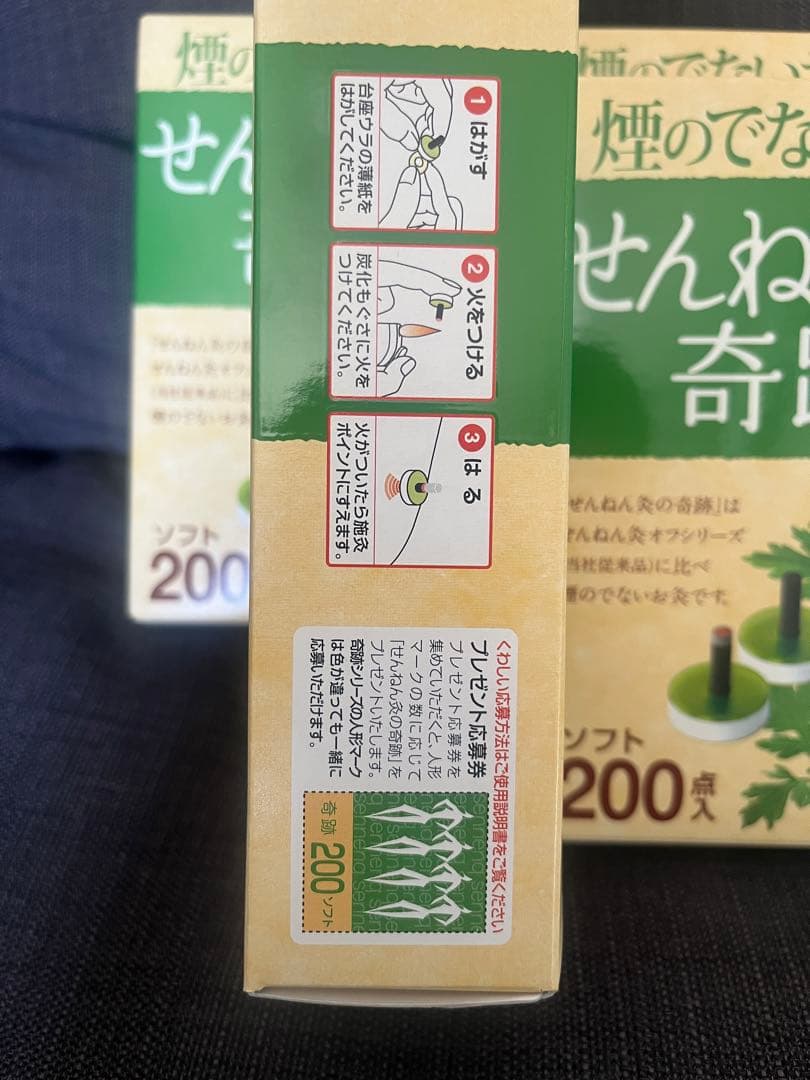 煙の
せん
ソフト
200
1 はがす
台座ウラの薄紙を
はがしてください。
2 火をつける
炭化もぐさに火を
つけてください。
3 はる
火がついたら施灸
ポイントにすえます。
くわしい応募方法はご使用説明書をご覧ください
プレゼント応募券
プレゼント応募券を
集めていただくと、人形
マークの数に応じて
「せんねん灸の奇跡」を
プレゼントいたします。
奇跡シリーズの人形マーク
は色が違っても一緒に
応募いただけます。
奇跡 200 ソフト
煙のでない
煙のでな
せんね
奇跡
せんねん灸の奇跡」は
せんねん灸オフシリーズ
当社従来品)に比べ
煙のでないお灸です。
ソフト
200点入